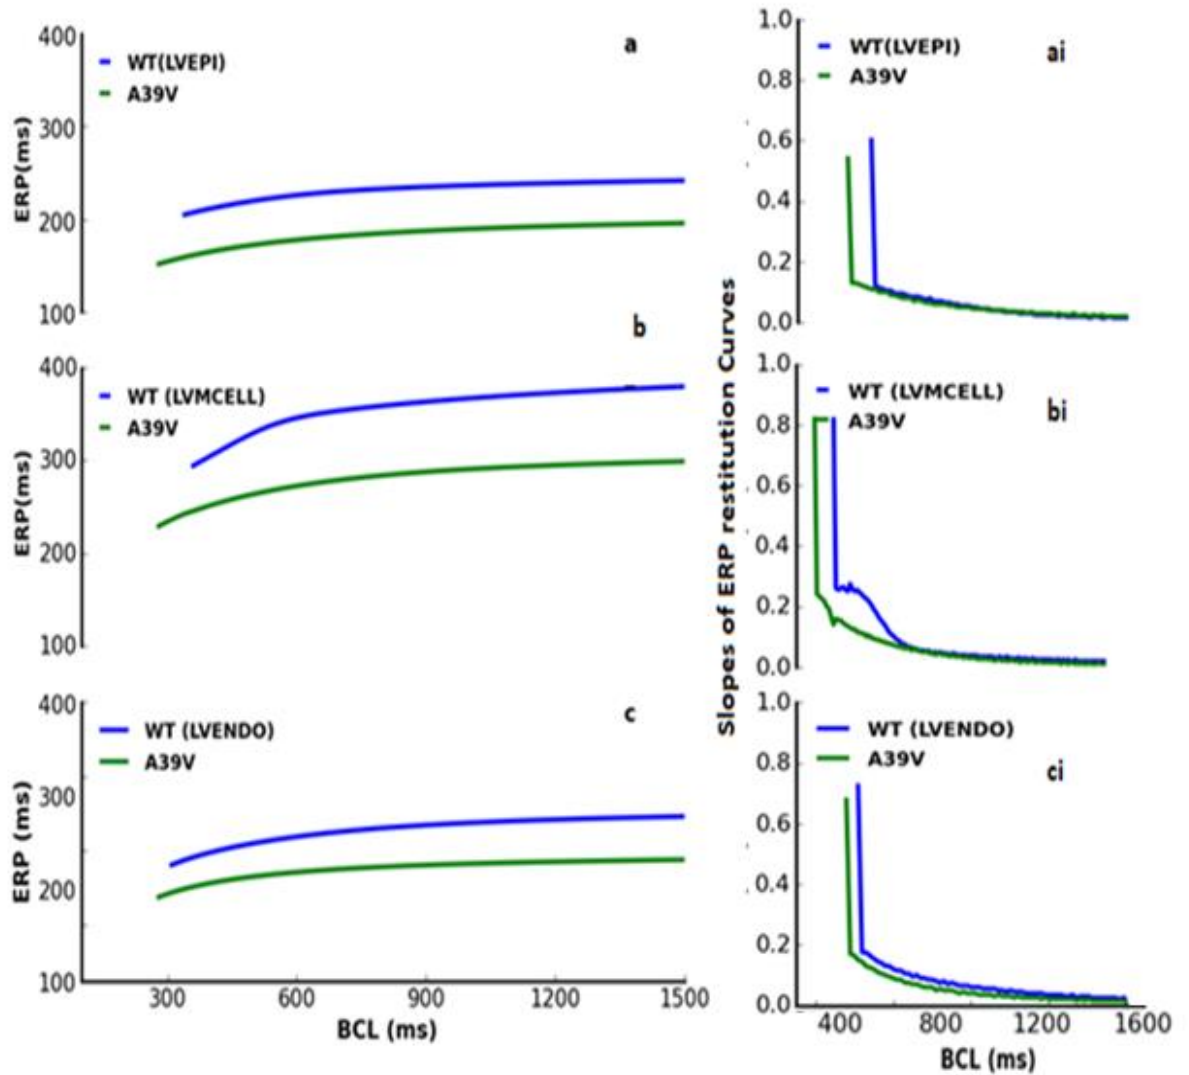 a
400
300
200
100
ERP(ms)
WT(LVEPI)
A39V
b
400
300
200
100
ERP(ms)
WT (LVMCELL)
A39V
c
400
300
200
100
ERP (ms)
WT (LVENDO)
A39V
300 600 900 1200 1500
BCL (ms)
Slopes of ERP restitution Curves
ai
1.0
0.8
0.6
0.4
0.2
0.0
WT(LVEPI)
A39V
bi
1.0
0.8
0.6
0.4
0.2
0.0
WT (LVMCELL)
A39V
ci
1.0
0.8
0.6
0.4
0.2
0.0
WT (LVENDO)
A39V
400 800 1200 1600
BCL (ms)